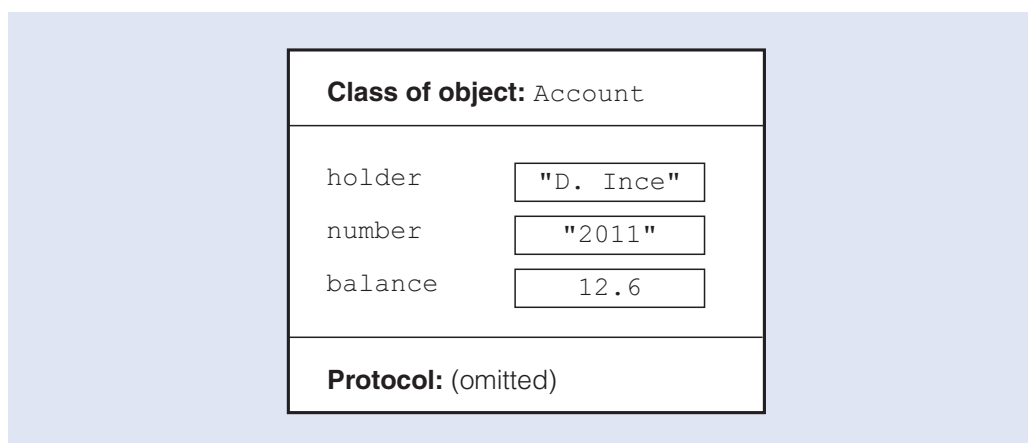 Class of object: Account
holder "D. Ince"
number "2011"
balance 12.6
Protocol: (omitted)